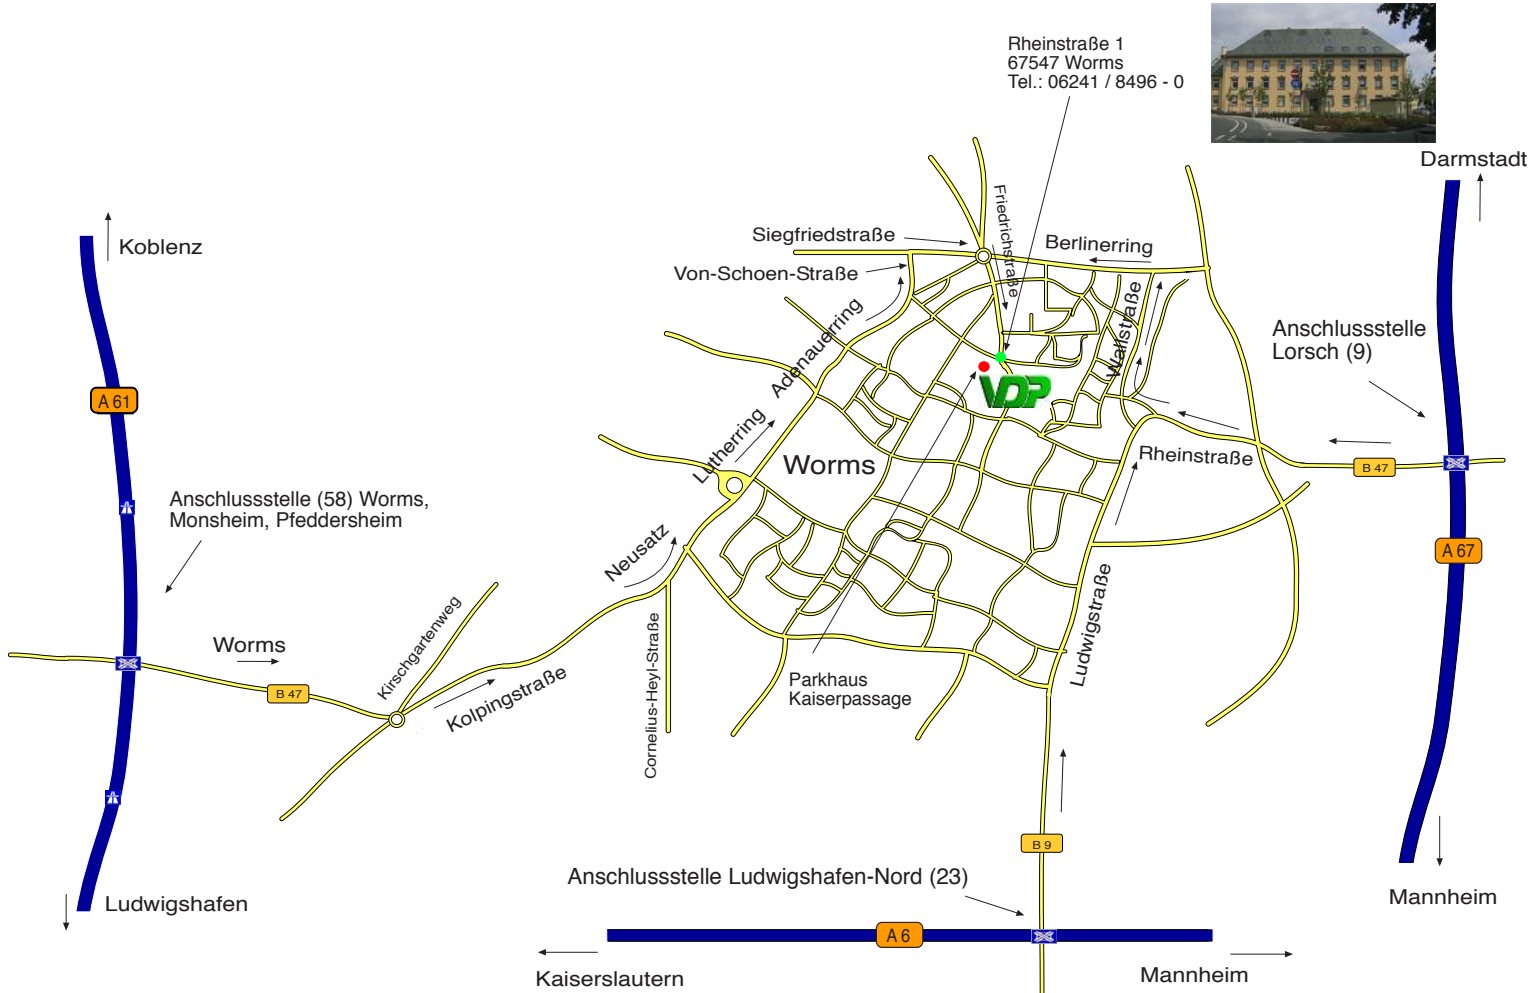 Rheinstraße 1
67547 Worms
Tel.: 06241 / 8496 - 0
Darmstadt
Koblenz
Siegfriedstraße
Friedrichstraße
Berlinerring
Von-Schoen-Straße
Adenauerring
Wallstraße
Anschlussstelle
Lorsch (9)
A 61
VDP
Lutherring
Worms
Rheinstraße
B 47
Anschlussstelle (58) Worms,
Monsheim, Pfeddersheim
Neusatz
A 67
Ludwigstraße
Kirschgartenweg
Worms
Cornelius-Heyl-Straße
B 47
Kolpingstraße
Parkhaus
Kaiserpassage
B 9
Anschlussstelle Ludwigshafen-Nord (23)
Ludwigshafen
Mannheim
A 6
Kaiserslautern
Mannheim